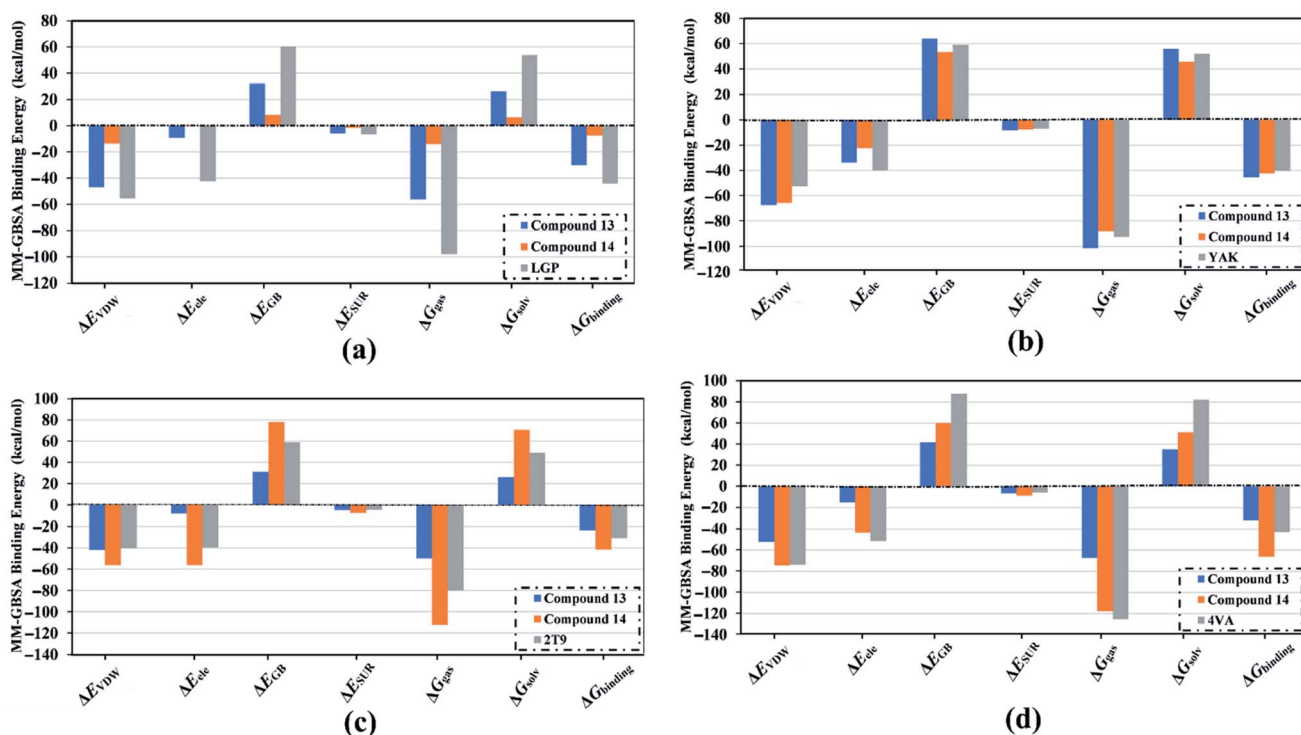 MM-GBSA Binding Energy (kcal/mol)
80
60
40
20
0
−20
−40
−60
−80
−100
−120
Compound 13
Compound 14
LGP
ΔEVDW
ΔEele
ΔEGB
ΔESUR
ΔGgas
ΔGsolv
ΔGbinding
(a)
MM-GBSA Binding Energy (kcal/mol)
80
60
40
20
0
−20
−40
−60
−80
−100
−120
Compound 13
Compound 14
YAK
ΔEVDW
ΔEele
ΔEGB
ΔESUR
ΔGgas
ΔGsolv
ΔGbinding
(b)
MM-GBSA Binding Energy (kcal/mol)
100
80
60
40
20
0
−20
−40
−60
−80
−100
−120
−140
Compound 13
Compound 14
2T9
ΔEVDW
ΔEele
ΔEGB
ΔESUR
ΔGgas
ΔGsolv
ΔGbinding
(c)
MM-GBSA Binding Energy (kcal/mol)
100
80
60
40
20
0
−20
−40
−60
−80
−100
−120
−140
Compound 13
Compound 14
4VA
ΔEVDW
ΔEele
ΔEGB
ΔESUR
ΔGgas
ΔGsolv
ΔGbinding
(d)